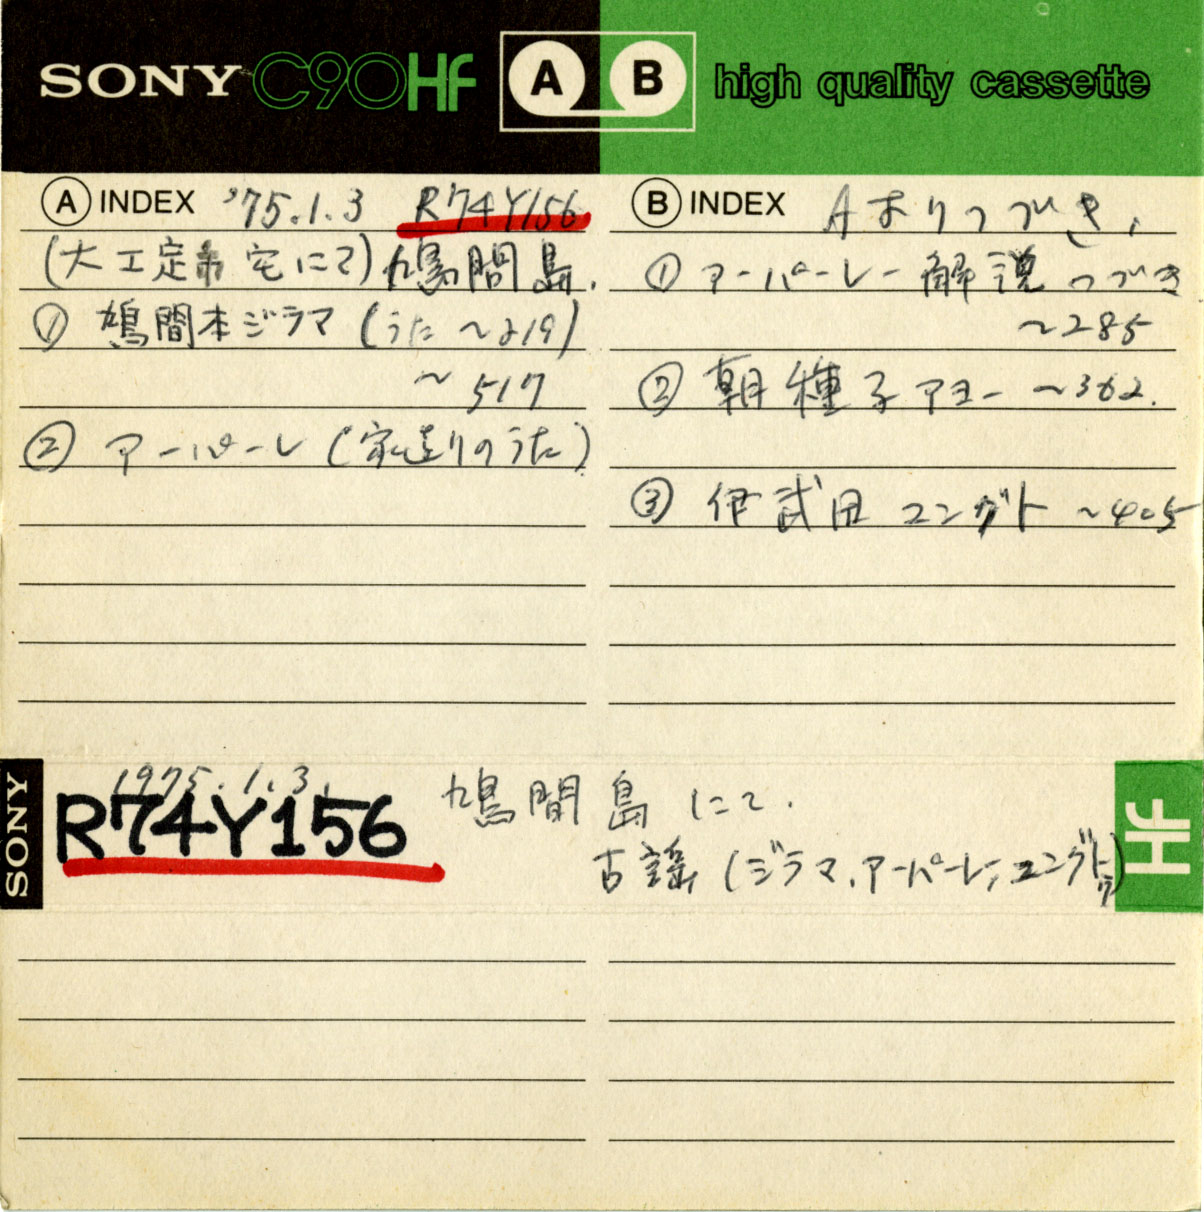 SONY C90Hf A B high quality cassette
A INDEX '75.1.3 R74Y156
(大工定市宅にて)鳩間島.
① 鳩間本ジラマ (うた ~219)
~517
② アーパーレ (家造りのうた)
B INDEX Aよりつづき,
① アーパーレー解説つづき
~285
② 朝種子アヨー ~362.
③ 伊武田ユングト ~405
SONY
1975.1.3.
R74Y156
鳩間島にて.
古謡 (ジラマ,アーパーレ,ユングトゥ)
Hf